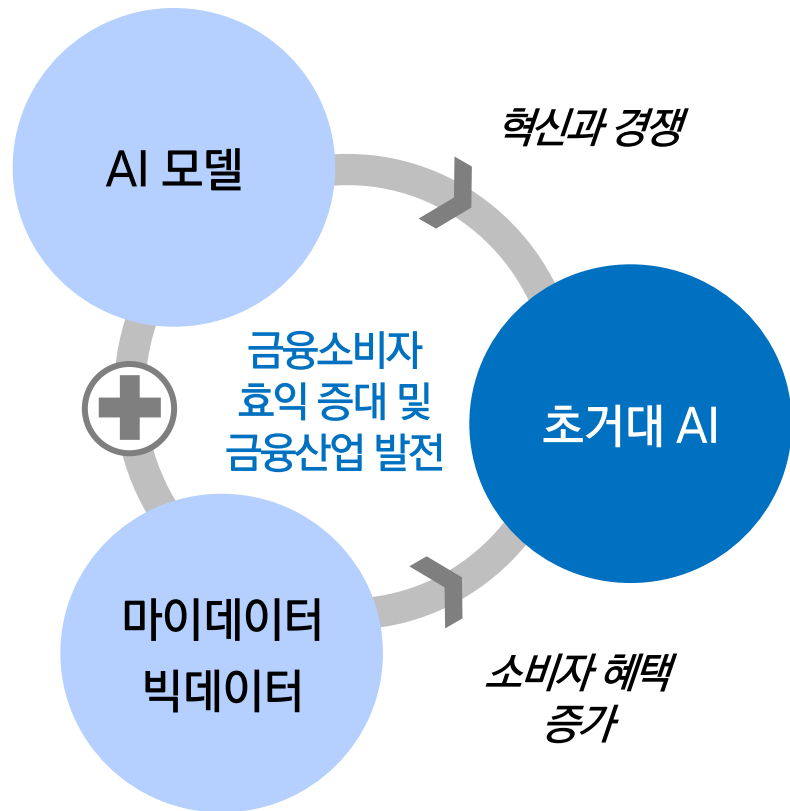 혁신과 경쟁
AI 모델
금융소비자
효익 증대 및
금융산업 발전
초거대 AI
마이데이터
빅데이터
소비자 혜택
증가